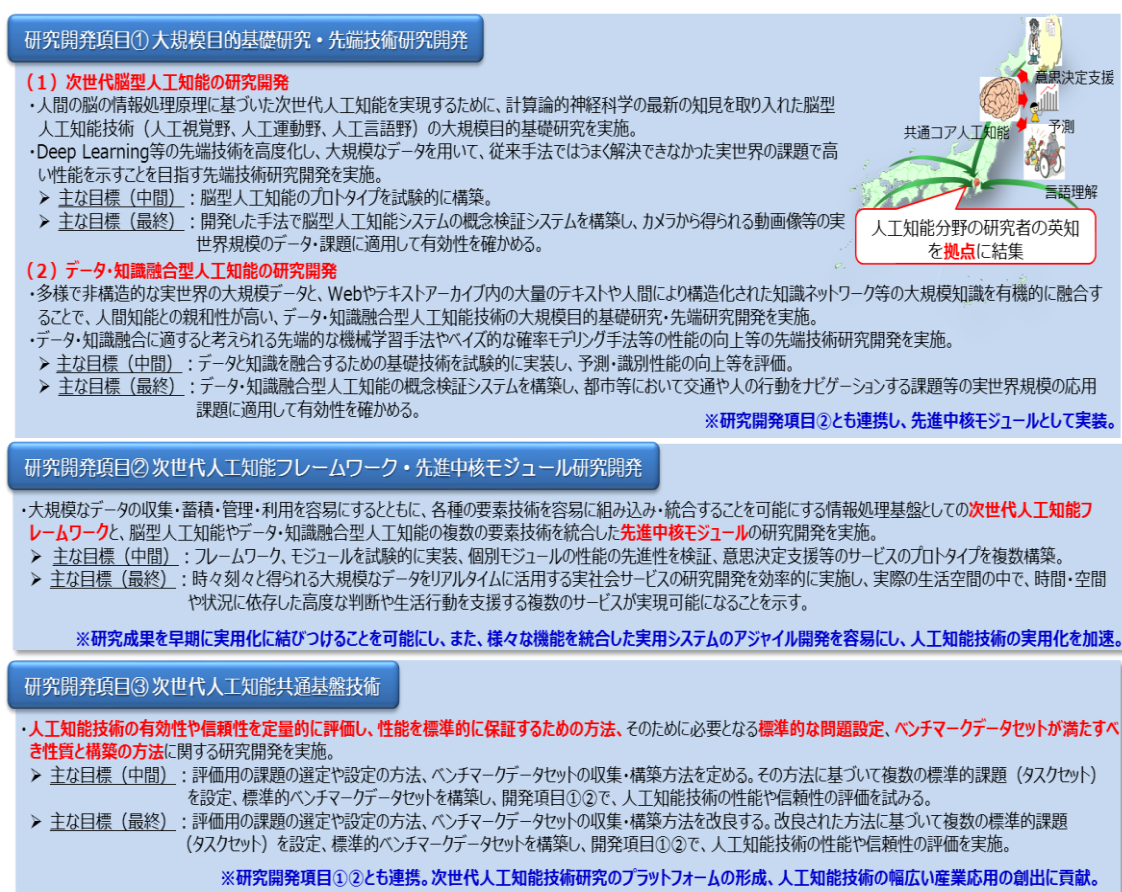 研究開発項目① 大規模目的基礎研究・先端技術研究開発
(1)次世代脳型人工知能の研究開発
・人間の脳の情報処理原理に基づいた次世代人工知能を実現するために、計算論的神経科学の最新の知見を取り入れた脳型
人工知能技術(人工視覚野、人工運動野、人工言語野)の大規模目的基礎研究を実施。
・Deep Learning等の先端技術を高度化し、大規模なデータを用いて、従来手法ではうまく解決できなかった実世界の課題で高
い性能を示すことを目指す先端技術研究開発を実施。
➢ 主な目標(中間) :脳型人工知能のプロトタイプを試験的に構築。
➢ 主な目標(最終) :開発した手法で脳型人工知能システムの概念検証システムを構築し、カメラから得られる動画像等の実
世界規模のデータ・課題に適用して有効性を確かめる。
意思決定支援
共通コア人工知能
予測
言語理解
人工知能分野の研究者の英知
を拠点に結集
(2)データ・知識融合型人工知能の研究開発
・多様で非構造的な実世界の大規模データと、Webやテキストアーカイブ内の大量のテキストや人間により構造化された知識ネットワーク等の大規模知識を有機的に融合す
ることで、人間知能との親和性が高い、データ・知識融合型人工知能技術の大規模目的基礎研究・先端研究開発を実施。
・データ・知識融合に適すると考えられる先端的な機械学習手法やベイズ的な確率モデリング手法等の性能の向上等の先端技術研究開発を実施。
➢ 主な目標(中間) :データと知識を融合するための基礎技術を試験的に実装し、予測・識別性能の向上等を評価。
➢ 主な目標(最終) :データ・知識融合型人工知能の概念検証システムを構築し、都市等において交通や人の行動をナビゲーションする課題等の実世界規模の応用
課題に適用して有効性を確かめる。
※研究開発項目②とも連携し、先進中核モジュールとして実装。
研究開発項目② 次世代人工知能フレームワーク・先進中核モジュール研究開発
・大規模なデータの収集・蓄積・管理・利用を容易にするとともに、各種の要素技術を容易に組み込み・統合することを可能にする情報処理基盤としての次世代人工知能フ
レームワークと、脳型人工知能やデータ・知識融合型人工知能の複数の要素技術を統合した先進中核モジュールの研究開発を実施。
➢ 主な目標(中間) :フレームワーク、モジュールを試験的に実装、個別モジュールの性能の先進性を検証、意思決定支援等のサービスのプロトタイプを複数構築。
➢ 主な目標(最終) :時々刻々と得られる大規模なデータをリアルタイムに活用する実社会サービスの研究開発を効率的に実施し、実際の生活空間の中で、時間・空間
や状況に依存した高度な判断や生活行動を支援する複数のサービスが実現可能になることを示す。
※研究成果を早期に実用化に結びつけることを可能にし、また、様々な機能を統合した実用システムのアジャイル開発を容易にし、人工知能技術の実用化を加速。
研究開発項目③ 次世代人工知能共通基盤技術
・人工知能技術の有効性や信頼性を定量的に評価し、性能を標準的に保証するための方法、そのために必要となる標準的な問題設定、ベンチマークデータセットが満たすべ
き性質と構築の方法に関する研究開発を実施。
➢ 主な目標(中間) :評価用の課題の選定や設定の方法、ベンチマークデータセットの収集・構築方法を定める。その方法に基づいて複数の標準的課題(タスクセット)
を設定、標準的ベンチマークデータセットを構築し、開発項目①②で、人工知能技術の性能や信頼性の評価を試みる。
➢ 主な目標(最終) :評価用の課題の選定や設定の方法、ベンチマークデータセットの収集・構築方法を改良する。改良された方法に基づいて複数の標準的課題
(タスクセット)を設定、標準的ベンチマークデータセットを構築し、開発項目①②で、人工知能技術の性能や信頼性の評価を実施。
※研究開発項目①②とも連携。次世代人工知能技術研究のプラットフォームの形成、人工知能技術の幅広い産業応用の創出に貢献。